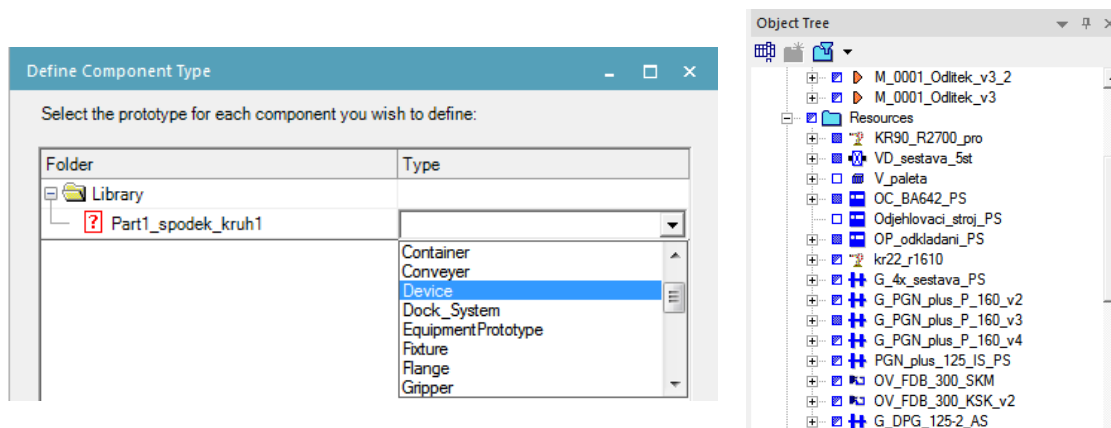 Define Component Type
Select the prototype for each component you wish to define:
Folder Type
Library
Part1_spodek_kruh1
Container
Conveyer
Device
Dock_System
EquipmentPrototype
Fixture
Flange
Gripper
Object Tree
M_0001_Odlitek_v3_2
M_0001_Odlitek_v3
Resources
KR90_R2700_pro
VD_sestava_5st
V_paleta
OC_BA642_PS
Odjehlovaci_stroj_PS
OP_odkladani_PS
kr22_r1610
G_4x_sestava_PS
G_PGN_plus_P_160_v2
G_PGN_plus_P_160_v3
G_PGN_plus_P_160_v4
PGN_plus_125_IS_PS
OV_FDB_300_SKM
OV_FDB_300_KSK_v2
G_DPG_125-2_AS